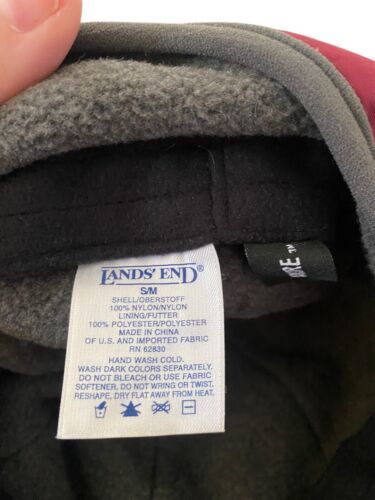 LANDS' END®
S/M
SHELL/OBERSTOFF
100% NYLON/NYLON
LINING/FUTTER
100% POLYESTER/POLYESTER
MADE IN CHINA
OF U.S. AND IMPORTED FABRIC
RN 62830
HAND WASH COLD.
WASH DARK COLORS SEPARATELY.
DO NOT BLEACH OR USE FABRIC
SOFTENER. DO NOT WRING OR TWIST.
RESHAPE, DRY FLAT AWAY FROM HEAT.